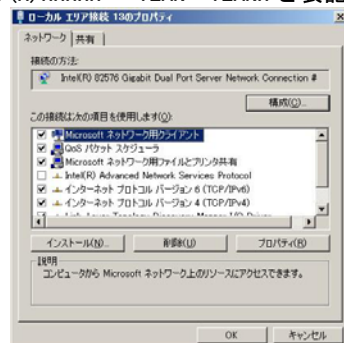 ローカル エリア接続 13のプロパティ
ネットワーク 共有
接続の方法:
Intel(R) 82576 Gigabit Dual Port Server Network Connection #
構成(C)...
この接続は次の項目を使用します(O):
Microsoft ネットワーク用クライアント
QoS パケット スケジューラ
Microsoft ネットワーク用ファイルとプリンタ共有
Intel(R) Advanced Network Services Protocol
インターネット プロトコル バージョン 6 (TCP/IPv6)
インターネット プロトコル バージョン 4 (TCP/IPv4)
インストール(N)... 削除(U) プロパティ(R)
説明
コンピュータから Microsoft ネットワーク上のリソースにアクセスできます。
OK キャンセル